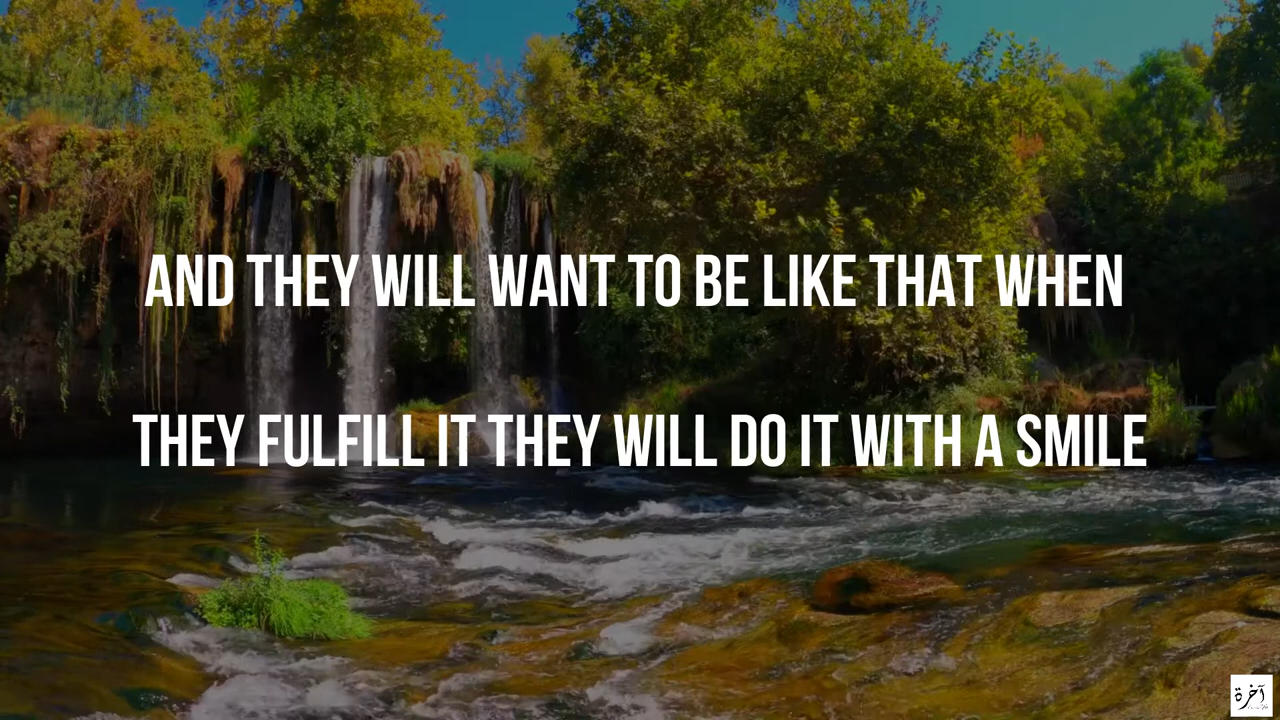 AND THEY WILL WANT TO BE LIKE THAT WHEN
THEY FULFILL IT THEY WILL DO IT WITH A SMILE
آخرة